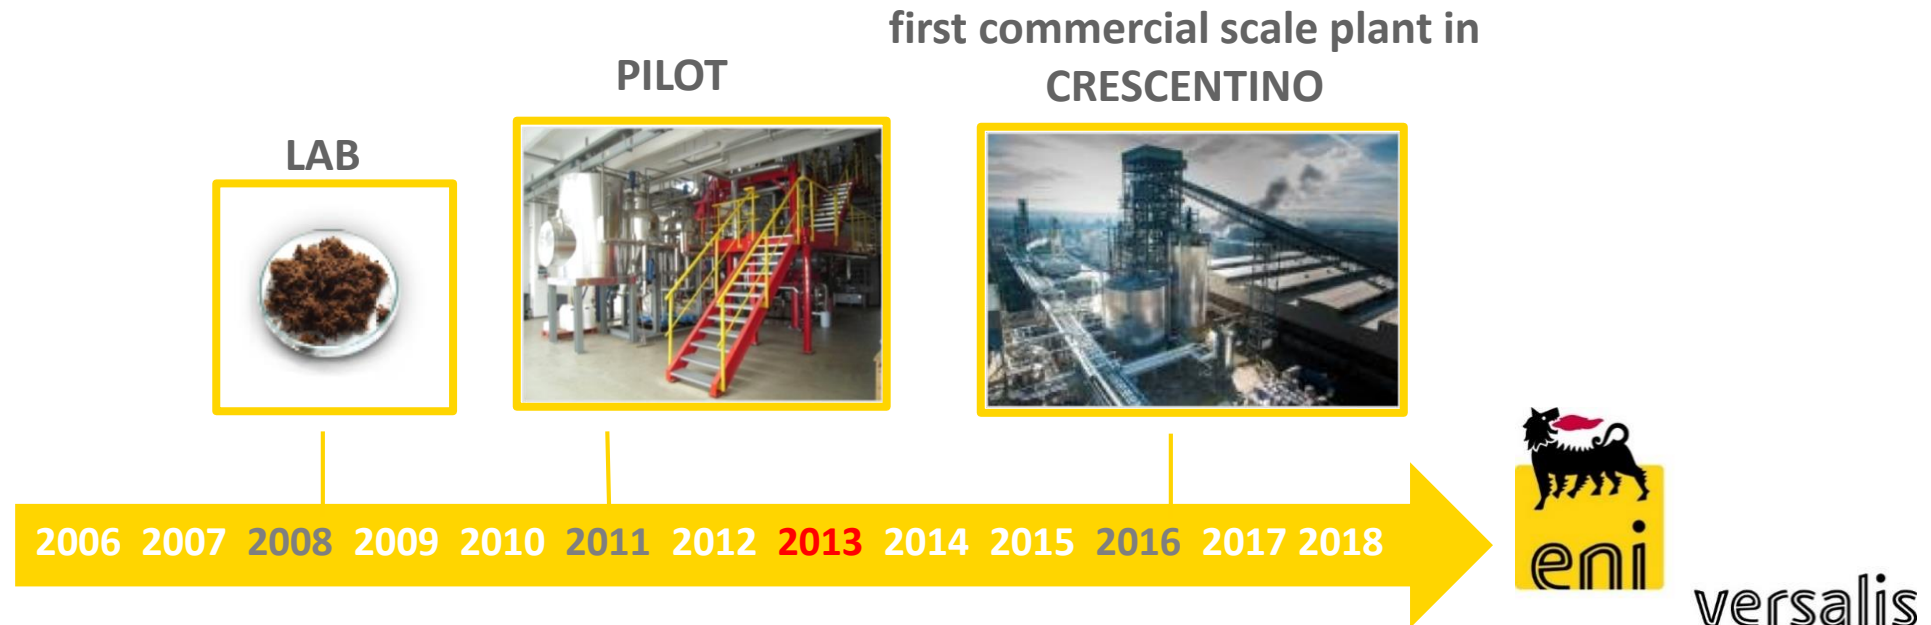 first commercial scale plant in
CRESCENTINO
PILOT
LAB
2006 2007 2008 2009 2010 2011 2012 2013 2014 2015 2016 2017 2018
eni
versalis